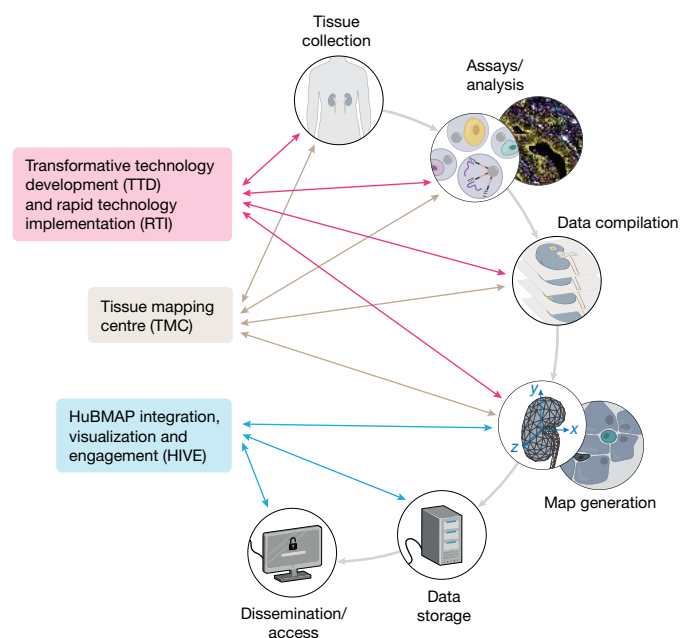 Tissue
collection
Assays/
analysis
Transformative technology
development (TTD)
and rapid technology
implementation (RTI)
Data compilation
Tissue mapping
centre (TMC)
HuBMAP integration,
visualization and
engagement (HIVE)
y
x
z
Map generation
Data
storage
Dissemination/
access